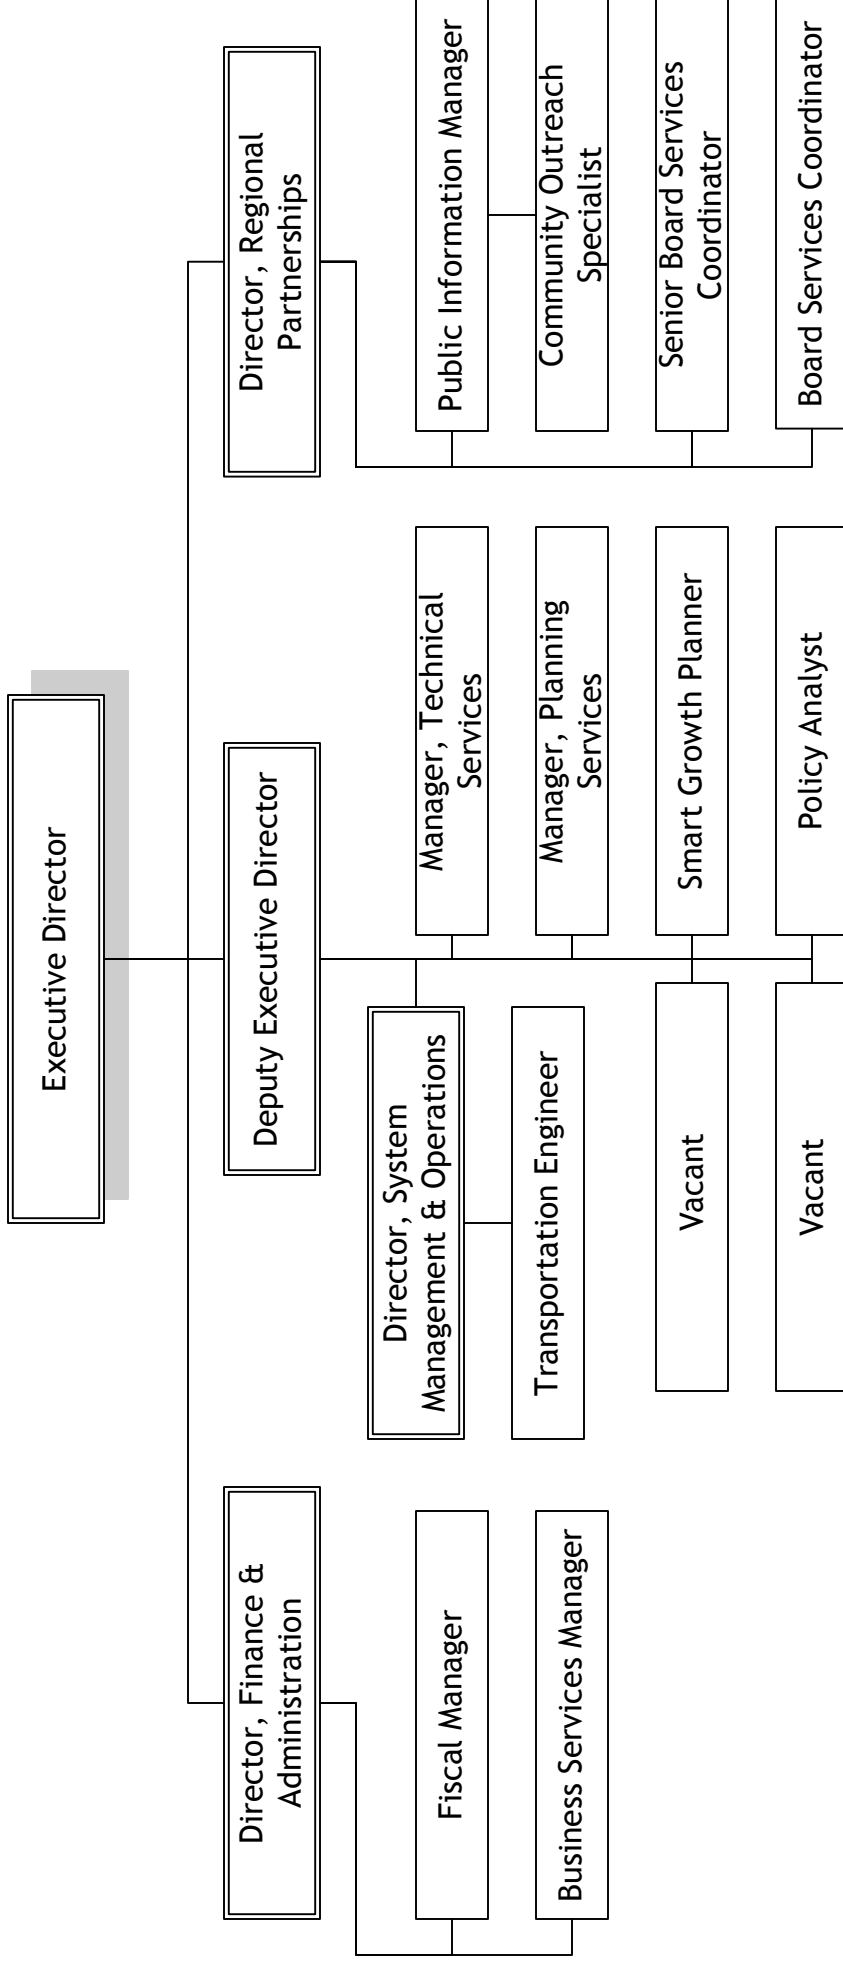 Executive Director
Director, Finance &
Administration
Deputy Executive Director
Director, Regional
Partnerships
Fiscal Manager
Business Services Manager
Director, System
Management & Operations
Transportation Engineer
Vacant
Vacant
Manager, Technical
Services
Manager, Planning
Services
Smart Growth Planner
Policy Analyst
Public Information Manager
Community Outreach
Specialist
Senior Board Services
Coordinator
Board Services Coordinator